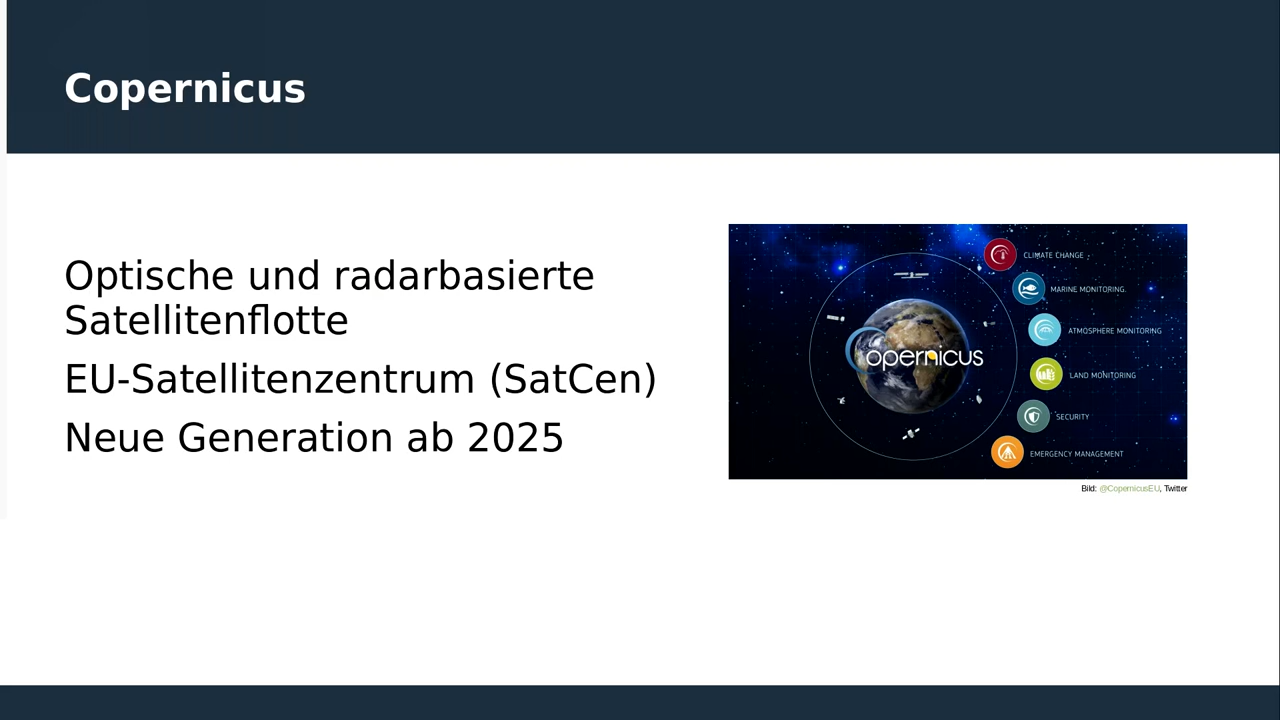 Copernicus
Optische und radarbasierte
Satellitenflotte
EU-Satellitenzentrum (SatCen)
Neue Generation ab 2025
CLIMATE CHANGE
MARINE MONITORING
ATMOSPHERE MONITORING
opernicus
LAND MONITORING
SECURITY
EMERGENCY MANAGEMENT
Bild: @CopernicusEU, Twitter